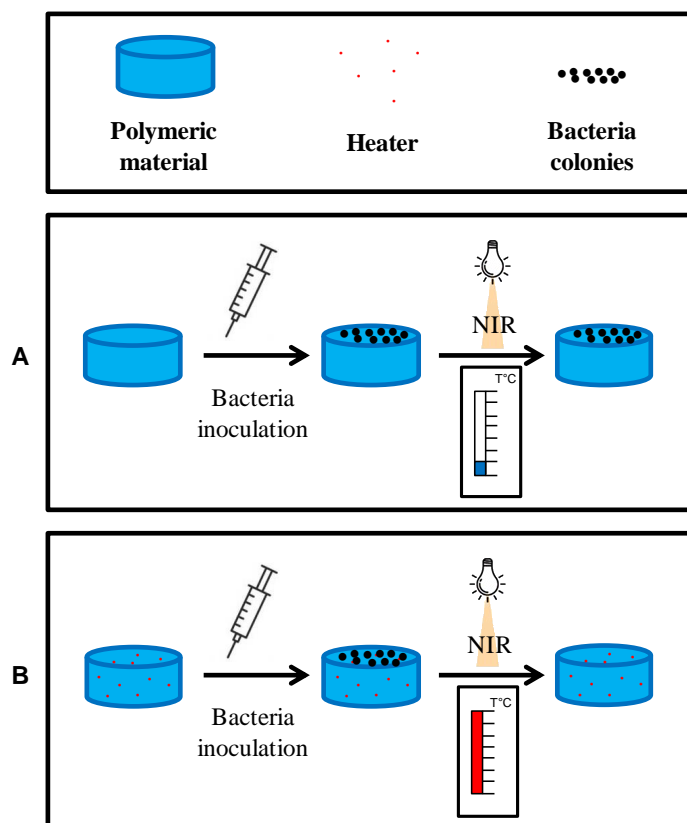 Polymeric
material
Heater
Bacteria
colonies
A
Bacteria
inoculation
NIR
T°C
B
Bacteria
inoculation
NIR
T°C